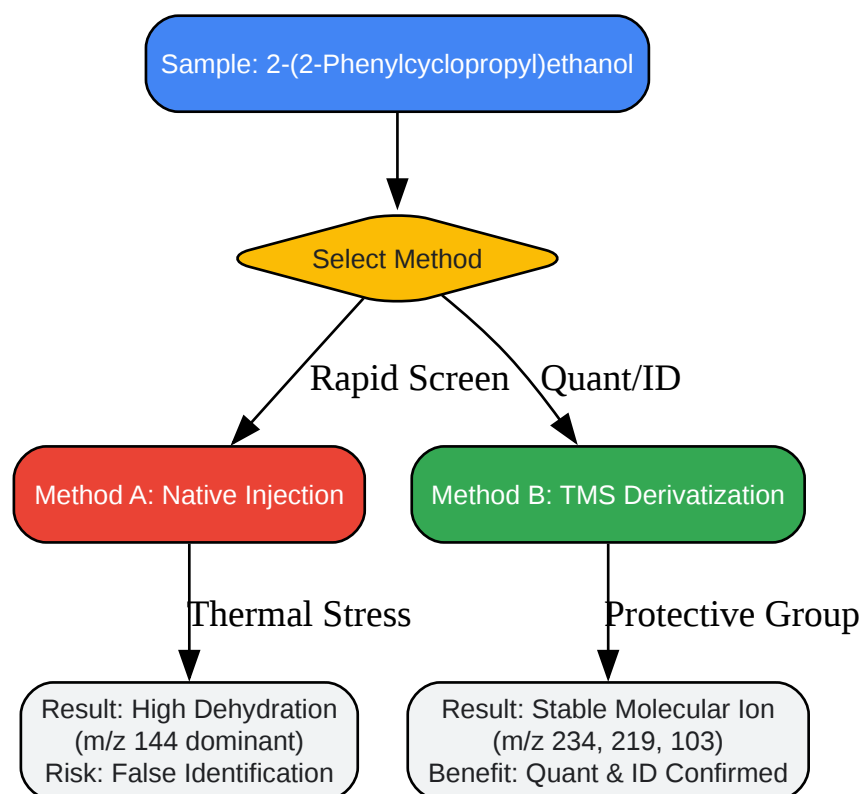 Sample: 2-(2-Phenylcyclopropyl)ethanol
Select Method
Rapid Screen
Quant/ID
Method A: Native Injection
Method B: TMS Derivatization
Thermal Stress
Protective Group
Result: High Dehydration
(m/z 144 dominant)
Risk: False Identification
Result: Stable Molecular Ion
(m/z 234, 219, 103)
Benefit: Quant & ID Confirmed